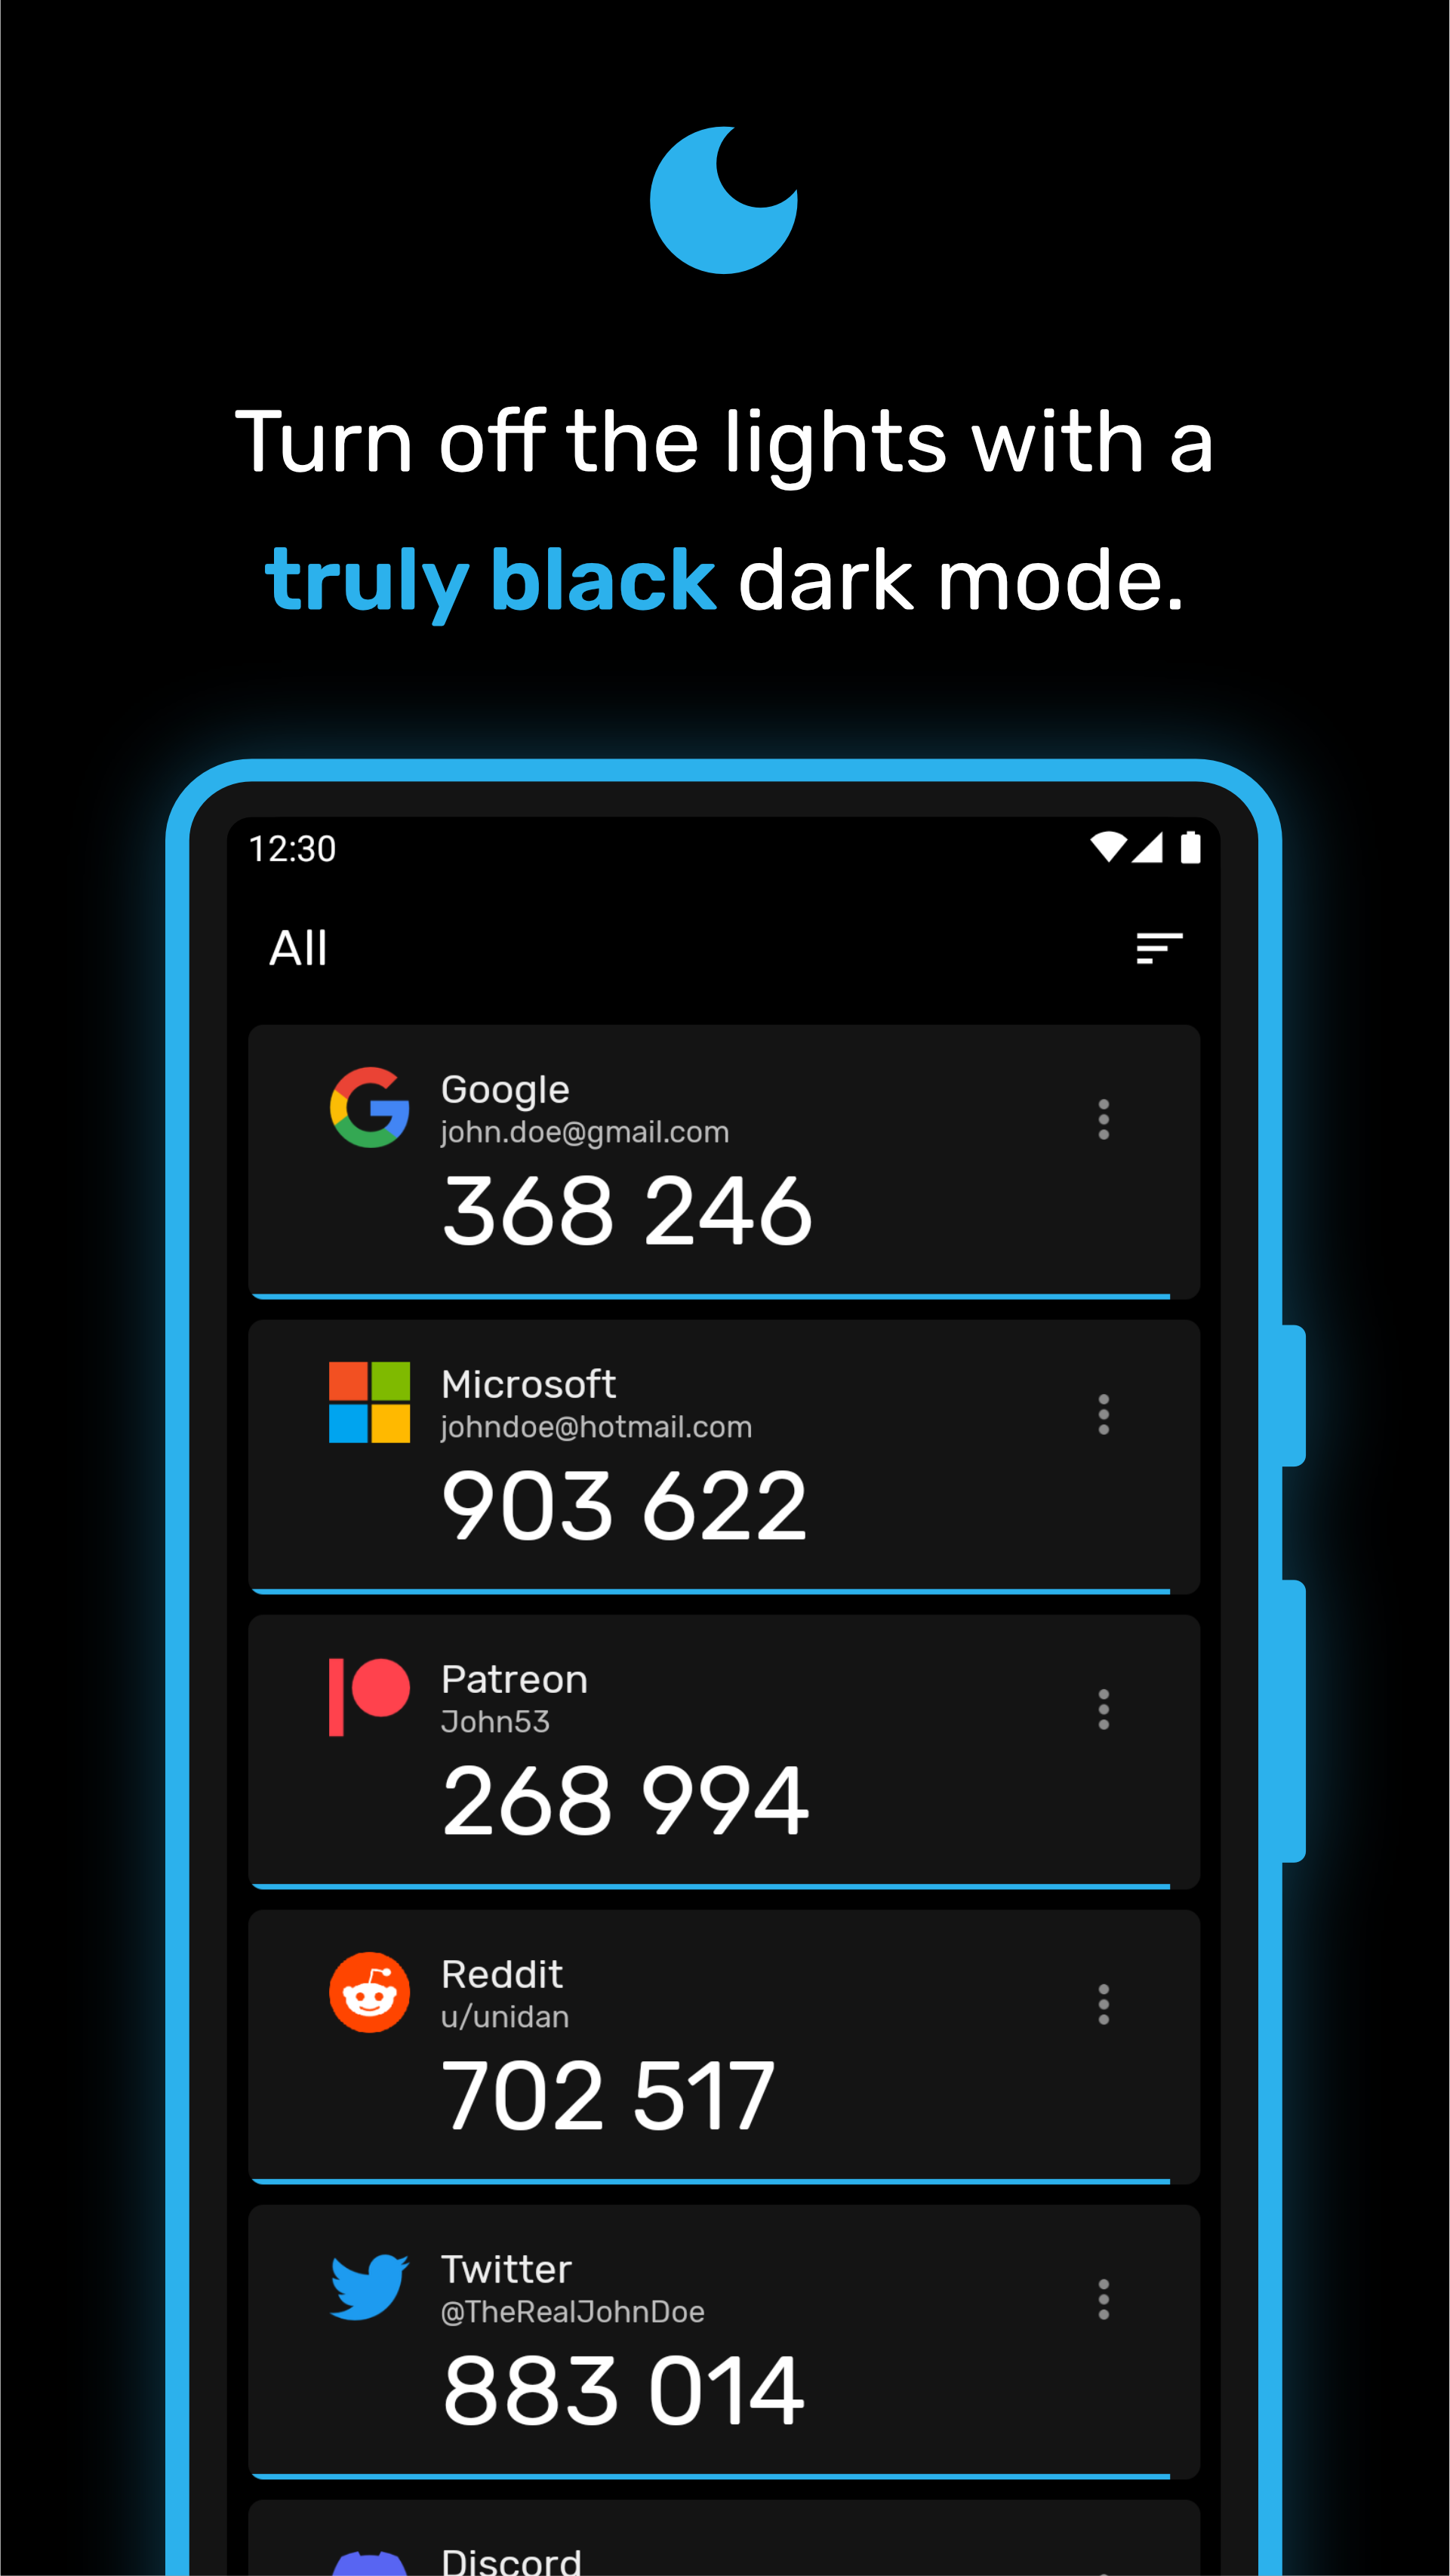 Turn off the lights with a
truly black dark mode.
12:30
All
Google
john.doe@gmail.com
368 246
Microsoft
johndoe@hotmail.com
903 622
Patreon
John53
268 994
Reddit
u/unidan
702 517
Twitter
@TheRealJohnDoe
883 014
Discord